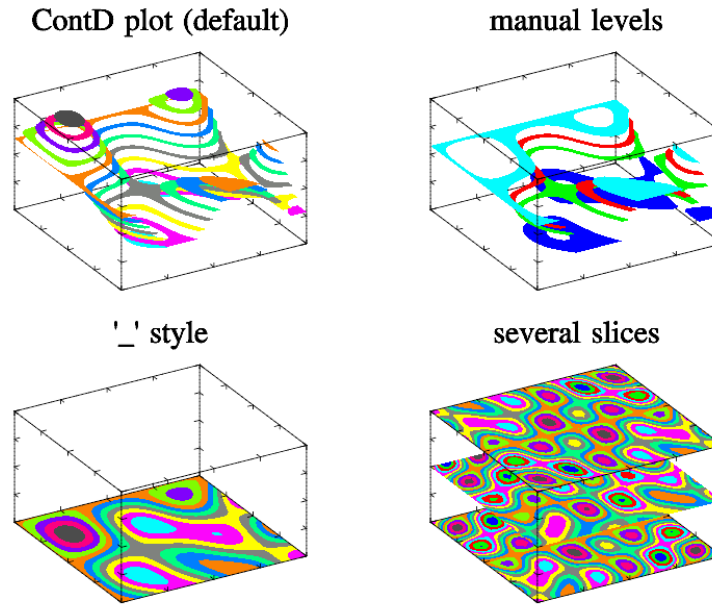 ContD plot (default)
manual levels
'_' style
several slices